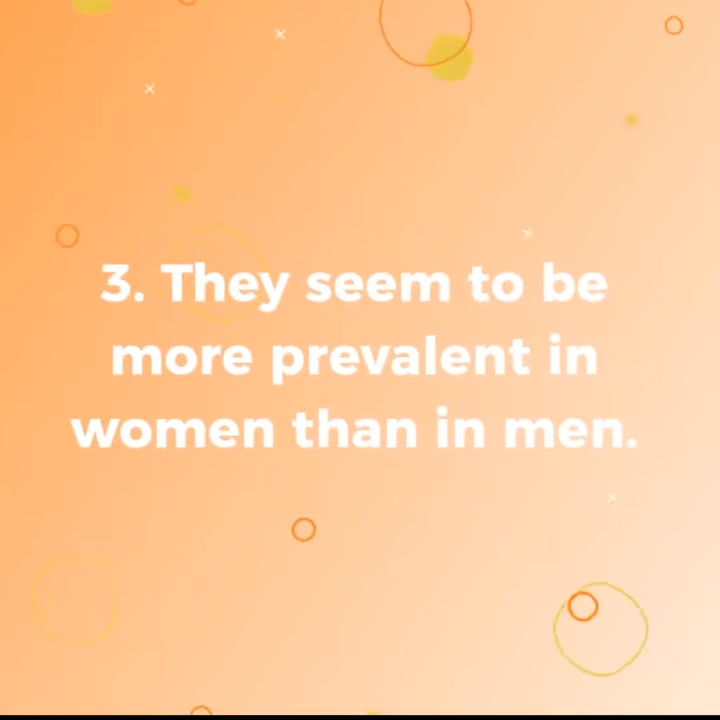 3. They seem to be
more prevalent in
women than in men.